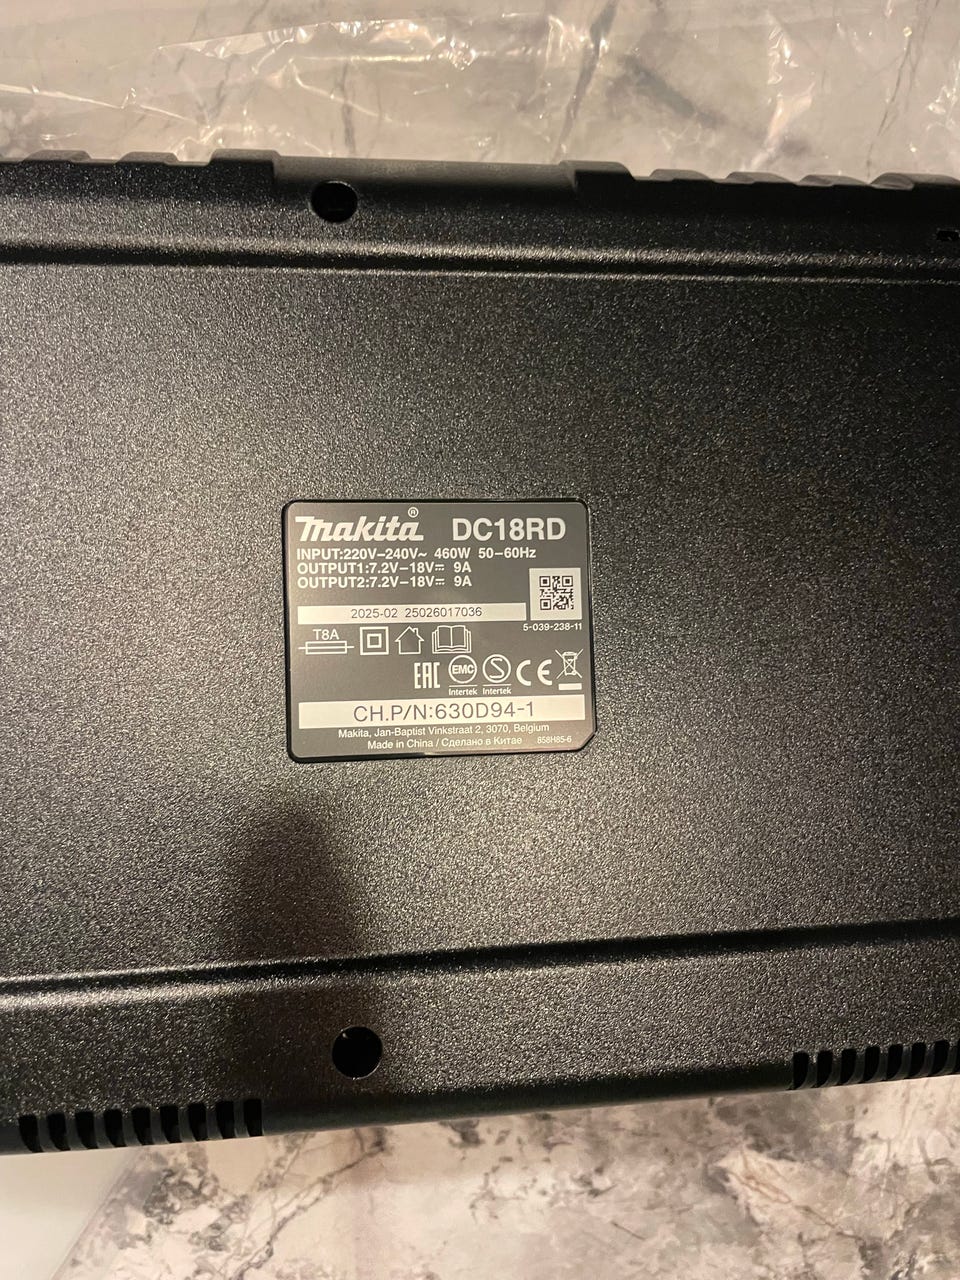 Makita® DC18RD
INPUT:220V–240V~ 460W 50–60Hz
OUTPUT1:7.2V–18V⎓ 9A
OUTPUT2:7.2V–18V⎓ 9A
2025-02 25026017036
5-039-238-11
T8A
EAC EMC S CE
Intertek Intertek
CH.P/N:630D94-1
Makita, Jan-Baptist Vinkstraat 2, 3070, Belgium
Made in China / Сделано в Китае 858H85-6